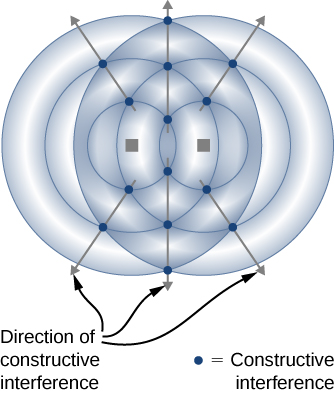 Direction of
constructive
interference
= Constructive
interference